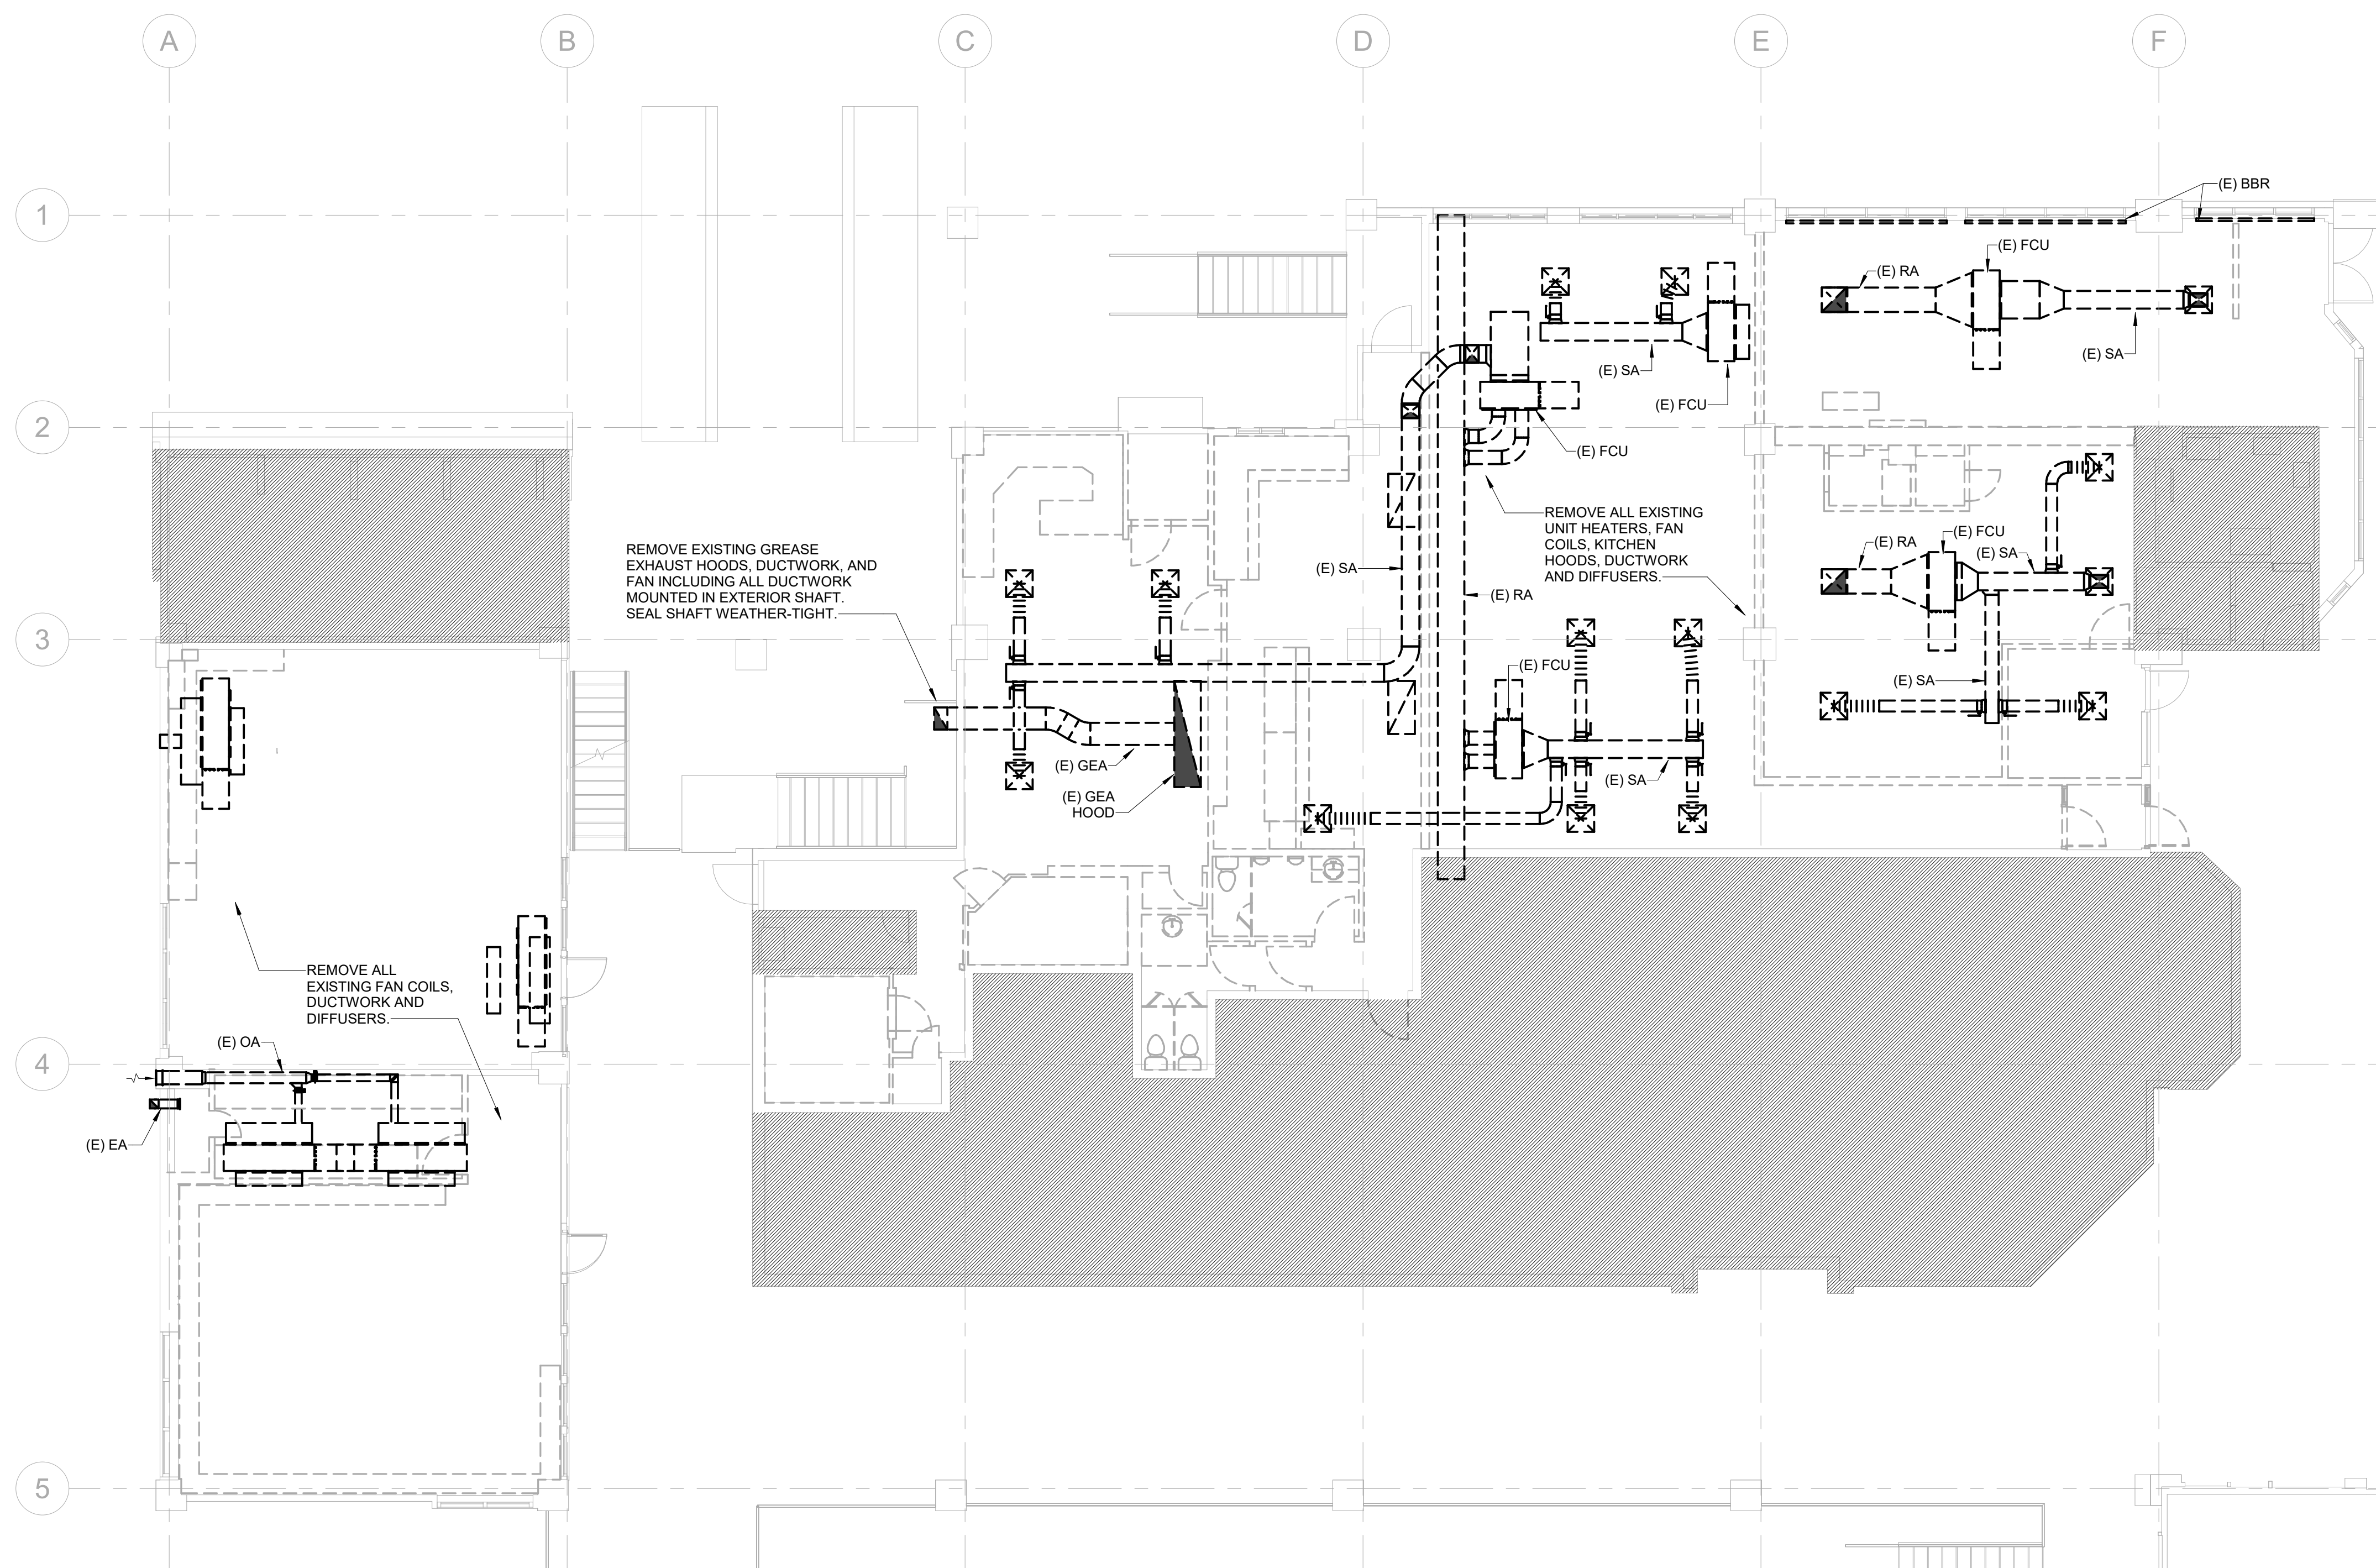 A
B
C
D
E
F
1
2
3
4
5
(E) BBR
(E) FCU
(E) RA
(E) SA
(E) SA
(E) FCU
(E) FCU
REMOVE ALL EXISTING
UNIT HEATERS, FAN
COILS, KITCHEN
HOODS, DUCTWORK
AND DIFFUSERS.
(E) FCU
(E) RA
(E) SA
(E) SA
REMOVE EXISTING GREASE
EXHAUST HOODS, DUCTWORK, AND
FAN INCLUDING ALL DUCTWORK
MOUNTED IN EXTERIOR SHAFT.
SEAL SHAFT WEATHER-TIGHT.
(E) SA
(E) RA
(E) FCU
(E) SA
(E) GEA
(E) GEA
HOOD
REMOVE ALL
EXISTING FAN COILS,
DUCTWORK AND
DIFFUSERS.
(E) OA
(E) EA